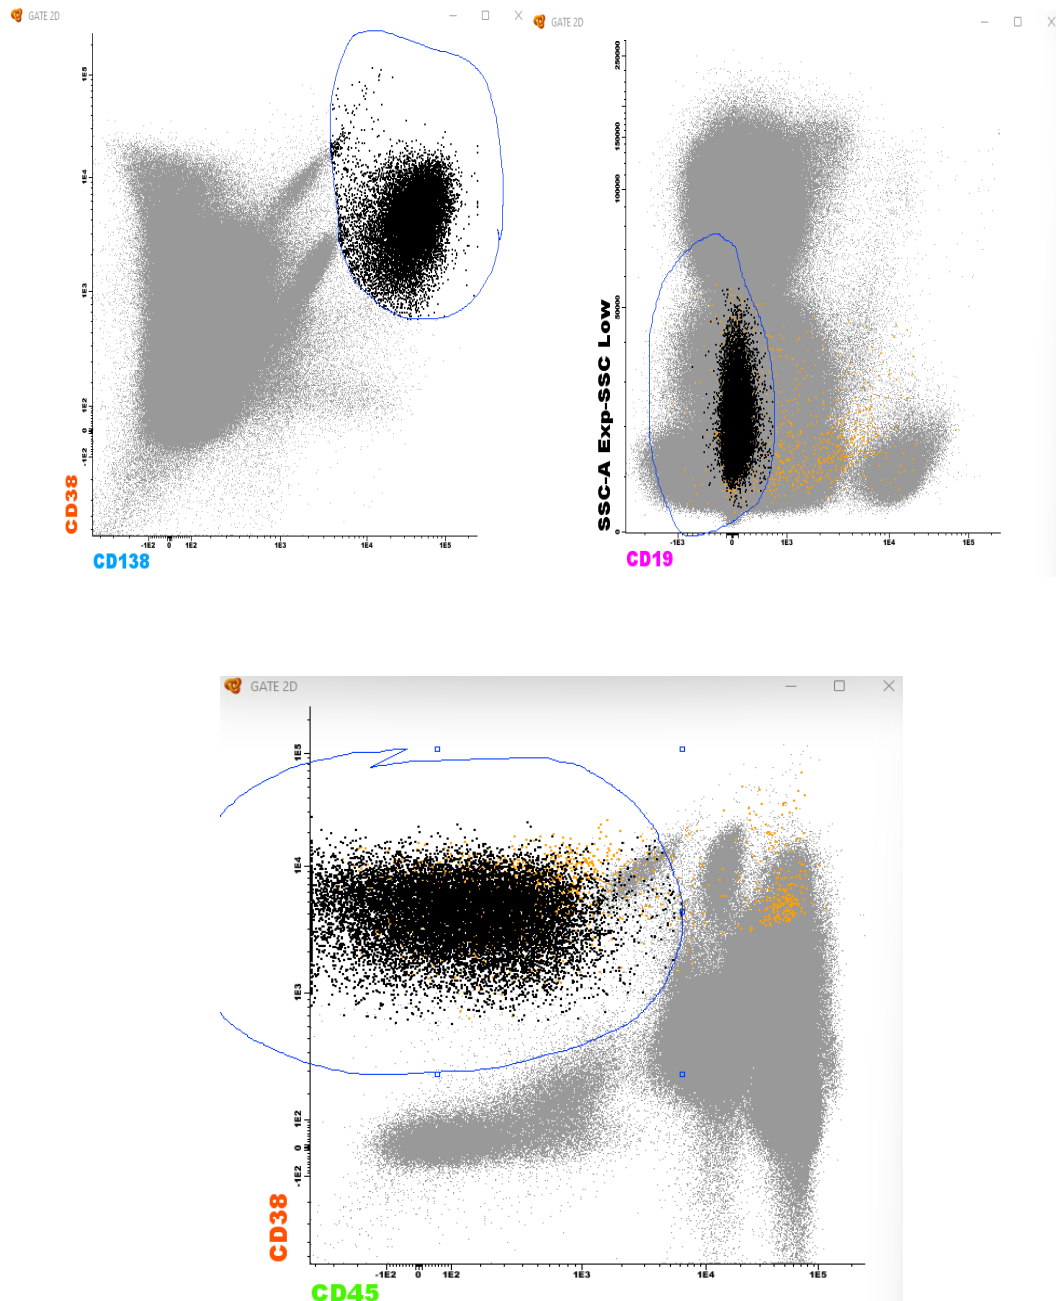 GATE 2D
1E5
1E4
1E3
1E2
0
-1E2
CD38
-1E2 0 1E2 1E3 1E4 1E5
CD138
GATE 2D
250000
150000
100000
50000
0
SSC-A Exp-SSC Low
-1E3 0 1E3 1E4 1E5
CD19
GATE 2D
1E5
1E4
1E3
1E2
0
-1E2
CD38
-1E2 0 1E2 1E3 1E4 1E5
CD45